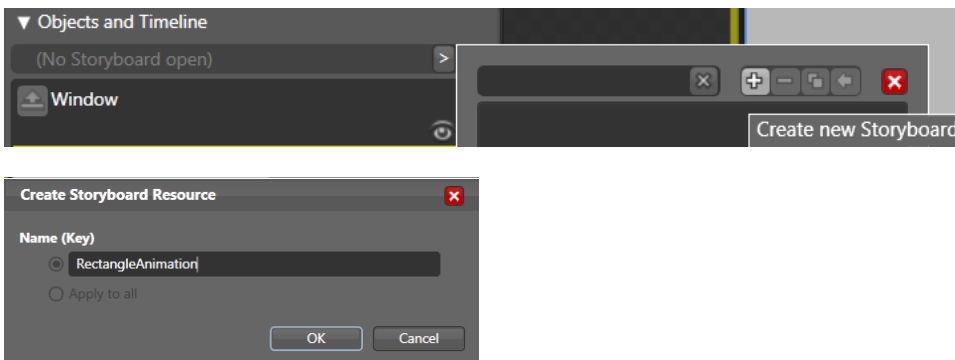 Objects and Timeline
(No Storyboard open) >
Window
Create new Storyboard
Create Storyboard Resource
Name (Key)
RectangleAnimation
Apply to all
OK Cancel